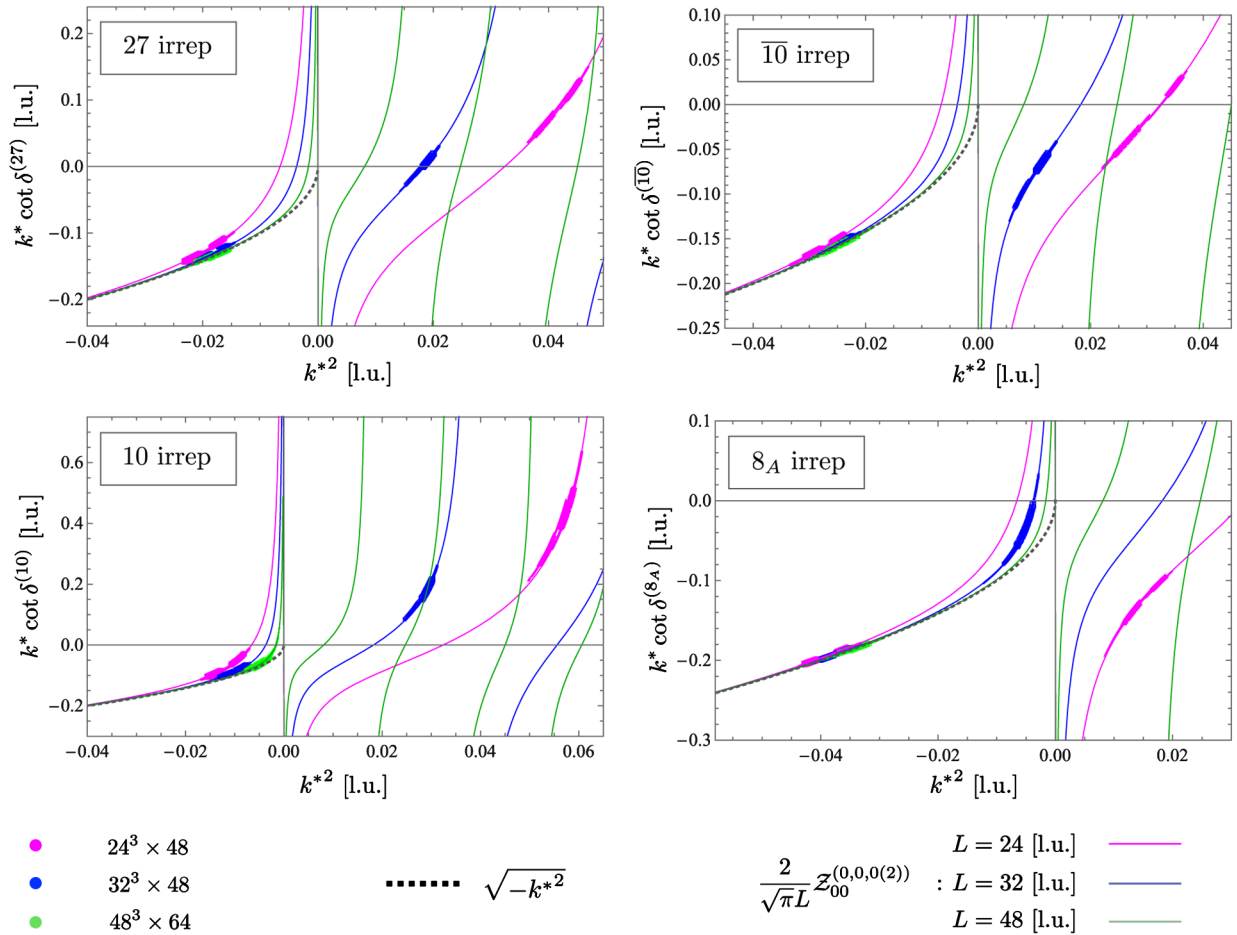 27 irrep
k* cot δ^(27) [l.u.]
0.2
0.1
0.0
−0.1
−0.2
−0.04 −0.02 0.00 0.02 0.04
k*² [l.u.]
\overline{10} irrep
k* cot δ^(\overline{10}) [l.u.]
0.10
0.05
0.00
−0.05
−0.10
−0.15
−0.20
−0.25
−0.04 −0.02 0.00 0.02 0.04
k*² [l.u.]
10 irrep
k* cot δ^(10) [l.u.]
0.6
0.4
0.2
0.0
−0.2
−0.04 −0.02 0.00 0.02 0.04 0.06
k*² [l.u.]
8_A irrep
k* cot δ^(8_A) [l.u.]
0.1
0.0
−0.1
−0.2
−0.3
−0.04 −0.02 0.00 0.02
k*² [l.u.]
24³ × 48
32³ × 48
48³ × 64
√(−k*²)
2/(√π L) 𝒵_00^(0,0,0(2)) :
L = 24 [l.u.]
L = 32 [l.u.]
L = 48 [l.u.]